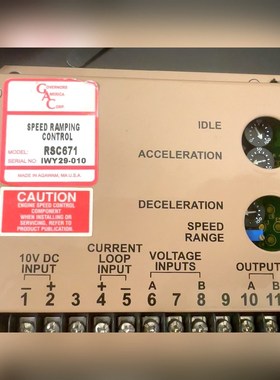 GOVERNORS
AMERICA
CORP
GAC
SPEED RAMPING
CONTROL
MODEL: RSC671
SERIAL NO: IWY29-010
MADE IN AGAWAM, MA U.S.A.
CAUTION
ENGINE SPEED CONTROL
COMPONENT
WHEN INSTALLING OR
SERVICING, REFER TO
PRODUCT PUBLICATION.
IDLE
ACCELERATION
DECELERATION
SPEED
RANGE
10V DC
INPUT
CURRENT
LOOP
INPUT
VOLTAGE
INPUTS
OUTPUT
- + + - A B A B
1 2 3 4 5 6 7 8 9 10 11